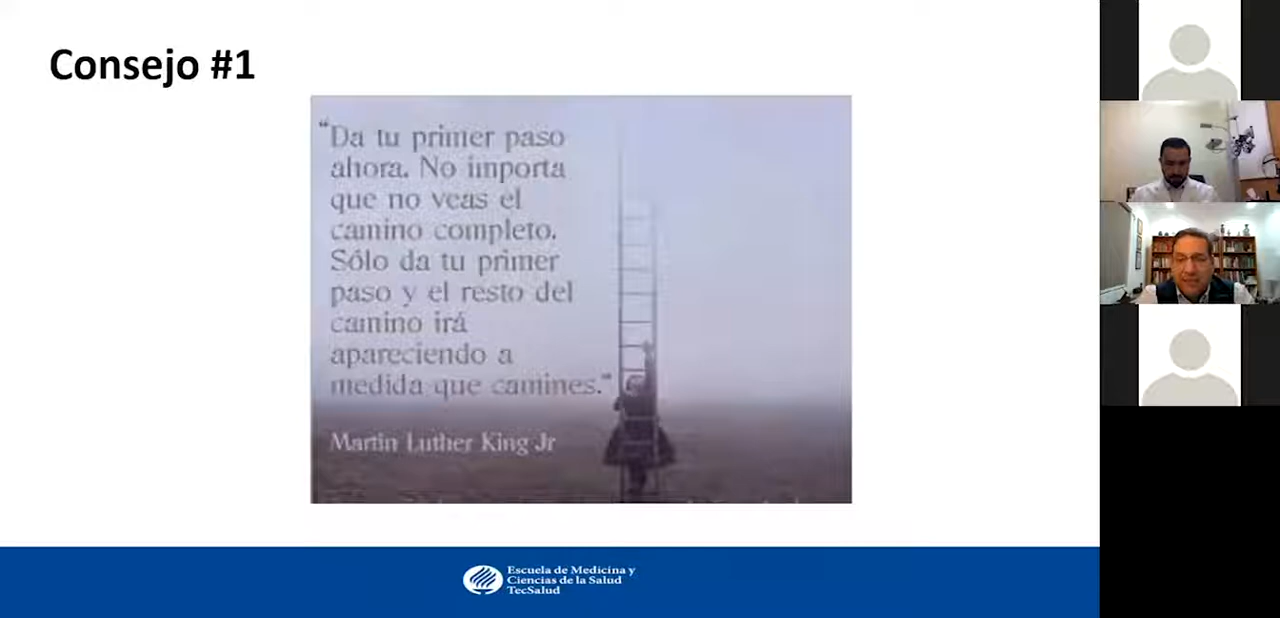 Consejo #1
“Da tu primer paso
ahora. No importa
que no veas el
camino completo.
Sólo da tu primer
paso y el resto del
camino irá
apareciendo a
medida que camines.”
Martin Luther King Jr
Escuela de Medicina y
Ciencias de la Salud
TecSalud